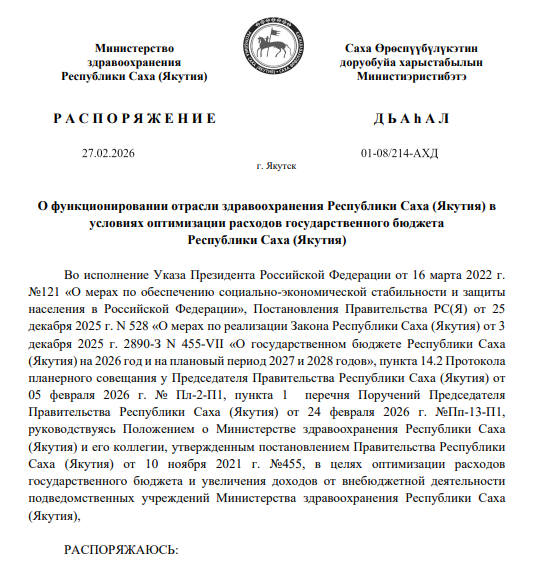 Министерство
здравоохранения
Республики Саха (Якутия)
Саха Өрөспүүбүлүкэтин
доруобуйа харыстабылын
Министиэристибэтэ
Р А С П О Р Я Ж Е Н И Е
Д Ь А h А Л
27.02.2026
01-08/214-АХД
г. Якутск
О функционировании отрасли здравоохранения Республики Саха (Якутия) в
условиях оптимизации расходов государственного бюджета
Республики Саха (Якутия)
Во исполнение Указа Президента Российской Федерации от 16 марта 2022 г.
№121 «О мерах по обеспечению социально-экономической стабильности и защиты
населения в Российской Федерации», Постановления Правительства РС(Я) от 25
декабря 2025 г. N 528 «О мерах по реализации Закона Республики Саха (Якутия) от 3
декабря 2025 г. 2890-З N 455-VII «О государственном бюджете Республики Саха
(Якутия) на 2026 год и на плановый период 2027 и 2028 годов», пункта 14.2 Протокола
планерного совещания у Председателя Правительства Республики Саха (Якутия) от
05 февраля 2026 г. № Пл-2-П1, пункта 1 перечня Поручений Председателя
Правительства Республики Саха (Якутия) от 24 февраля 2026 г. №Пп-13-П1,
руководствуясь Положением о Министерстве здравоохранения Республики Саха
(Якутия) и его коллегии, утвержденным постановлением Правительства Республики
Саха (Якутия) от 10 ноября 2021 г. №455, в целях оптимизации расходов
государственного бюджета и увеличения доходов от внебюджетной деятельности
подведомственных учреждений Министерства здравоохранения Республики Саха
(Якутия),
РАСПОРЯЖАЮСЬ: